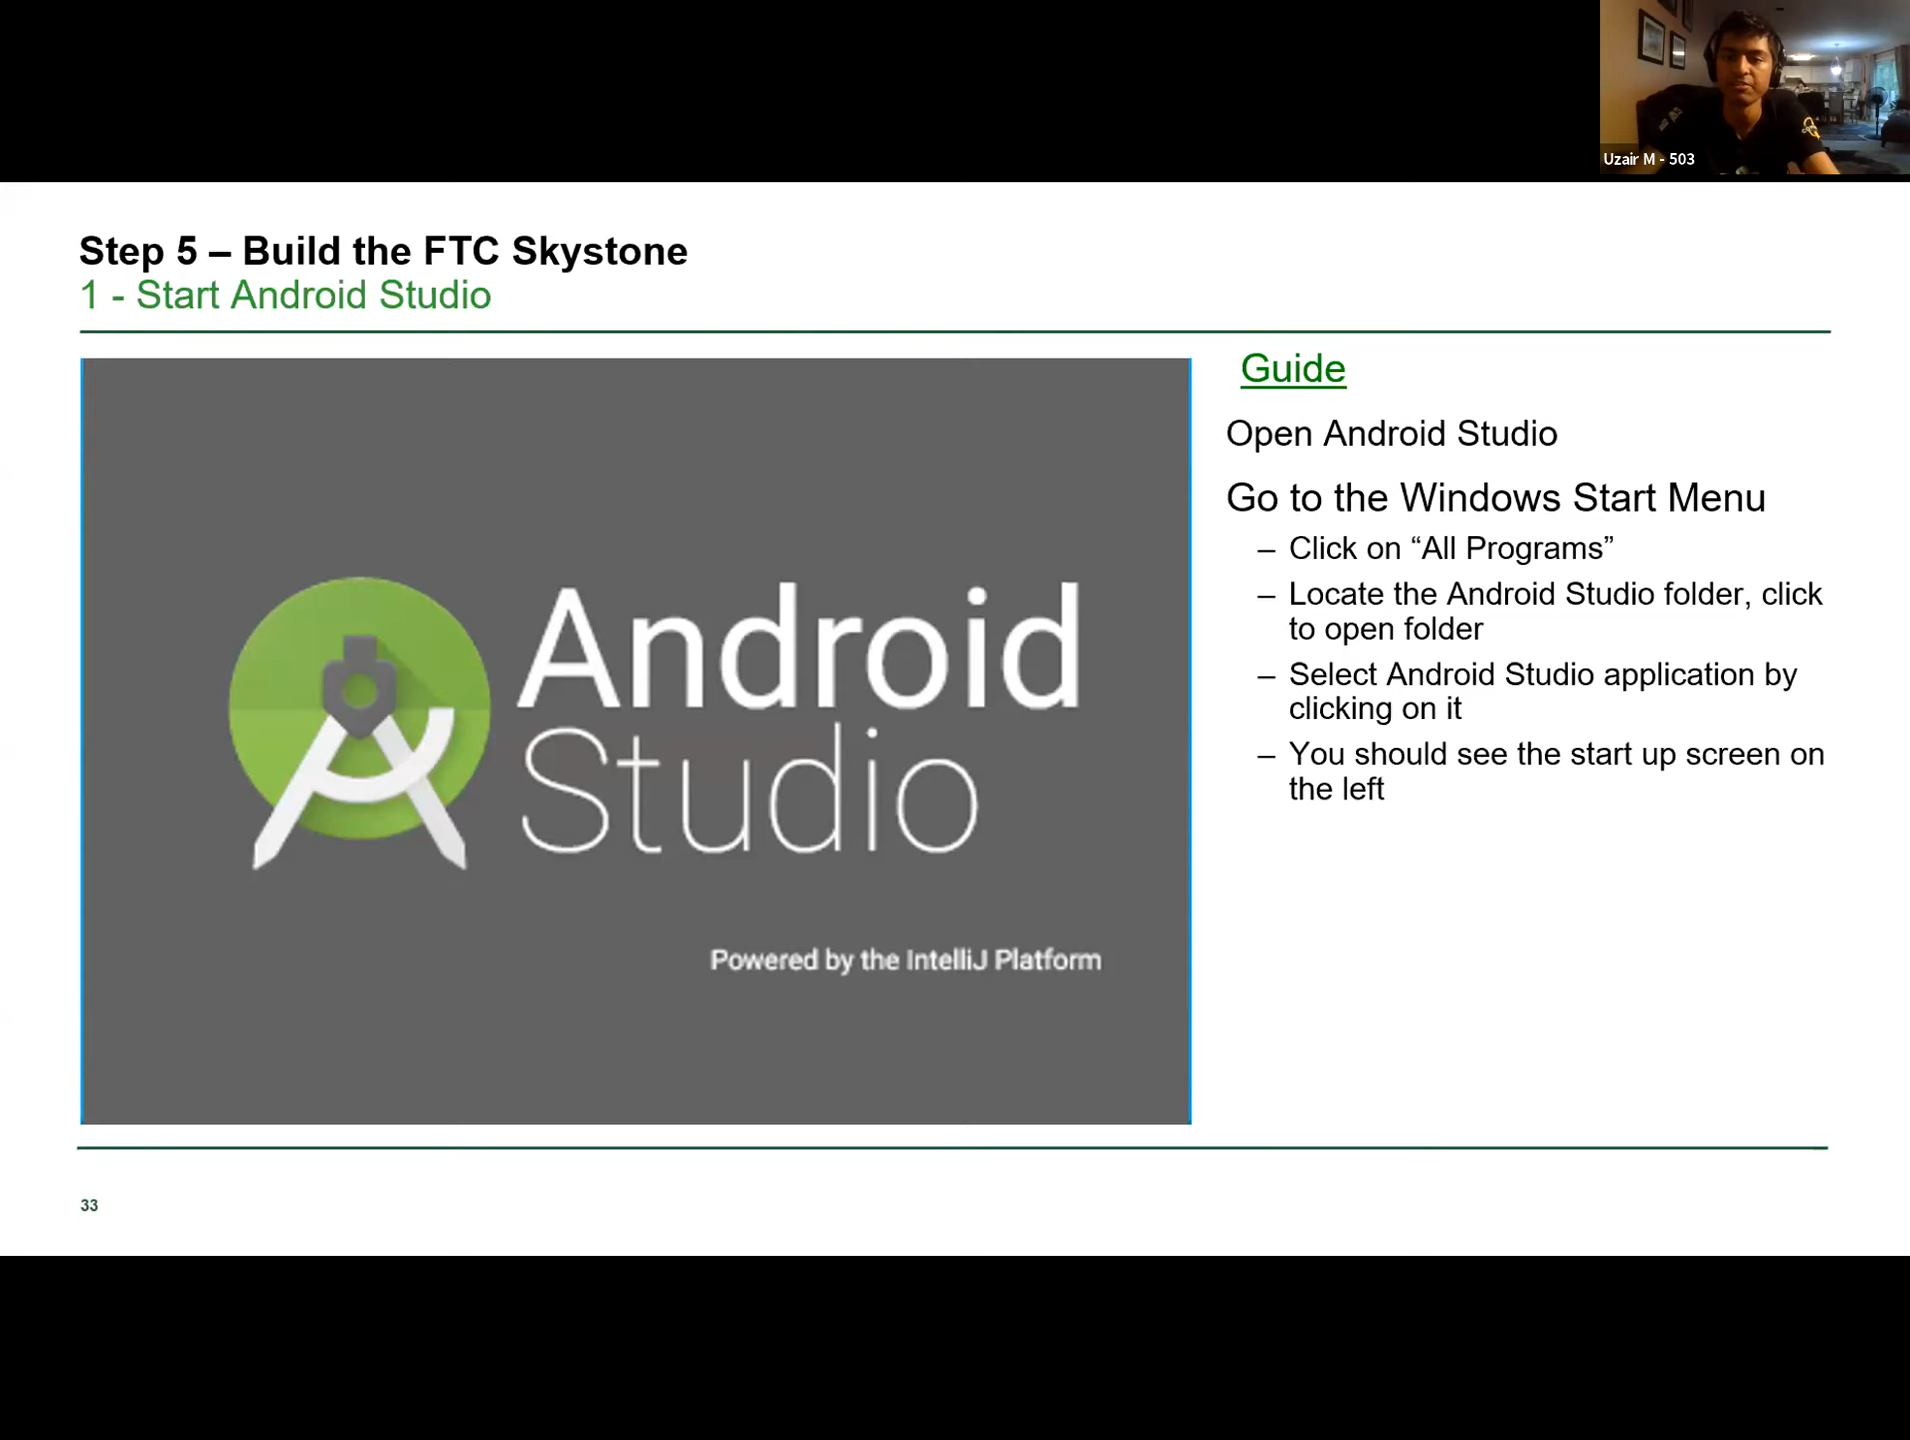 Uzair M - 503
Step 5 – Build the FTC Skystone
1 - Start Android Studio
Guide
Open Android Studio
Go to the Windows Start Menu
– Click on “All Programs”
– Locate the Android Studio folder, click
to open folder
– Select Android Studio application by
clicking on it
– You should see the start up screen on
the left
Android
Studio
Powered by the IntelliJ Platform
33